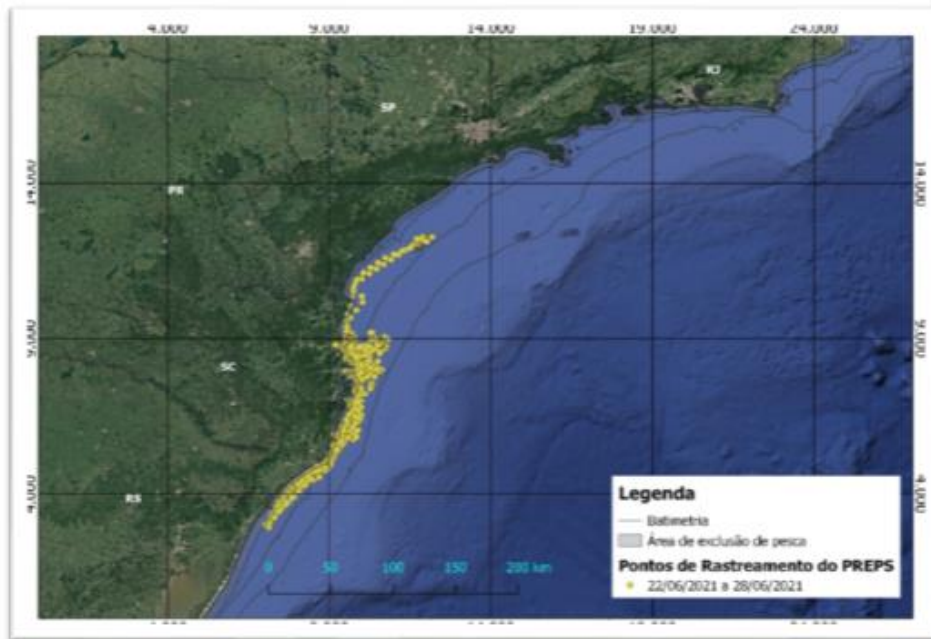 4.000 9.000 14.000 19.000 24.000
RJ
SP
14.000 14.000
PR
9.000 9.000
SC
4.000 4.000
RS
Legenda
Batimetria
Área de exclusão de pesca
Pontos de Rastreamento do PREPS
22/06/2021 a 28/06/2021
0 50 100 150 200 km